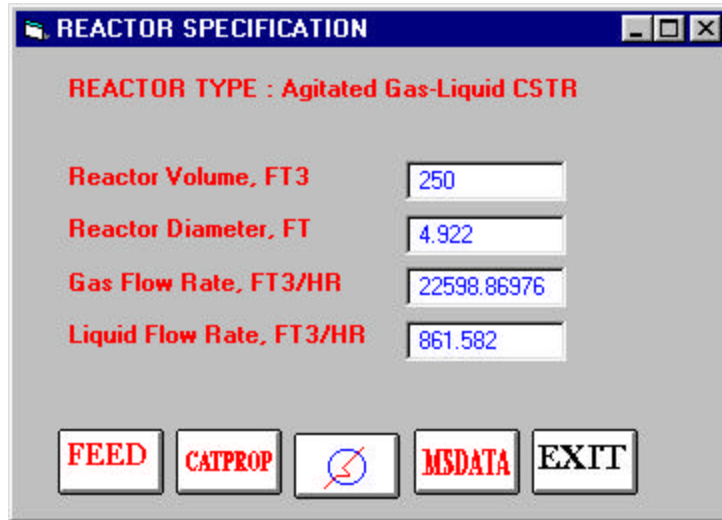 REACTOR SPECIFICATION
REACTOR TYPE : Agitated Gas-Liquid CSTR
Reactor Volume, FT3 250
Reactor Diameter, FT 4.922
Gas Flow Rate, FT3/HR 22598.86976
Liquid Flow Rate, FT3/HR 861.582
FEED CATPROP MSDATA EXIT